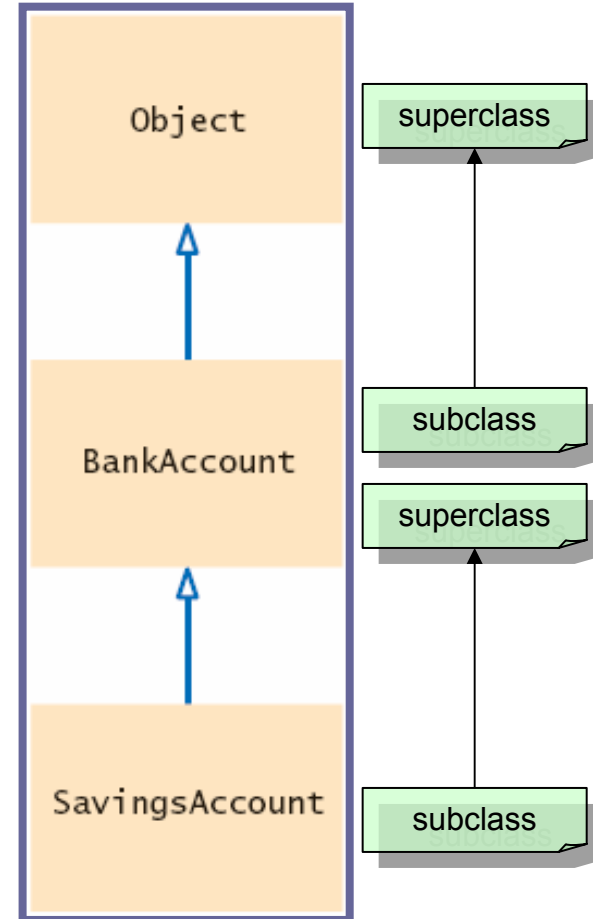 Object
superclass
BankAccount
subclass
superclass
SavingsAccount
subclass